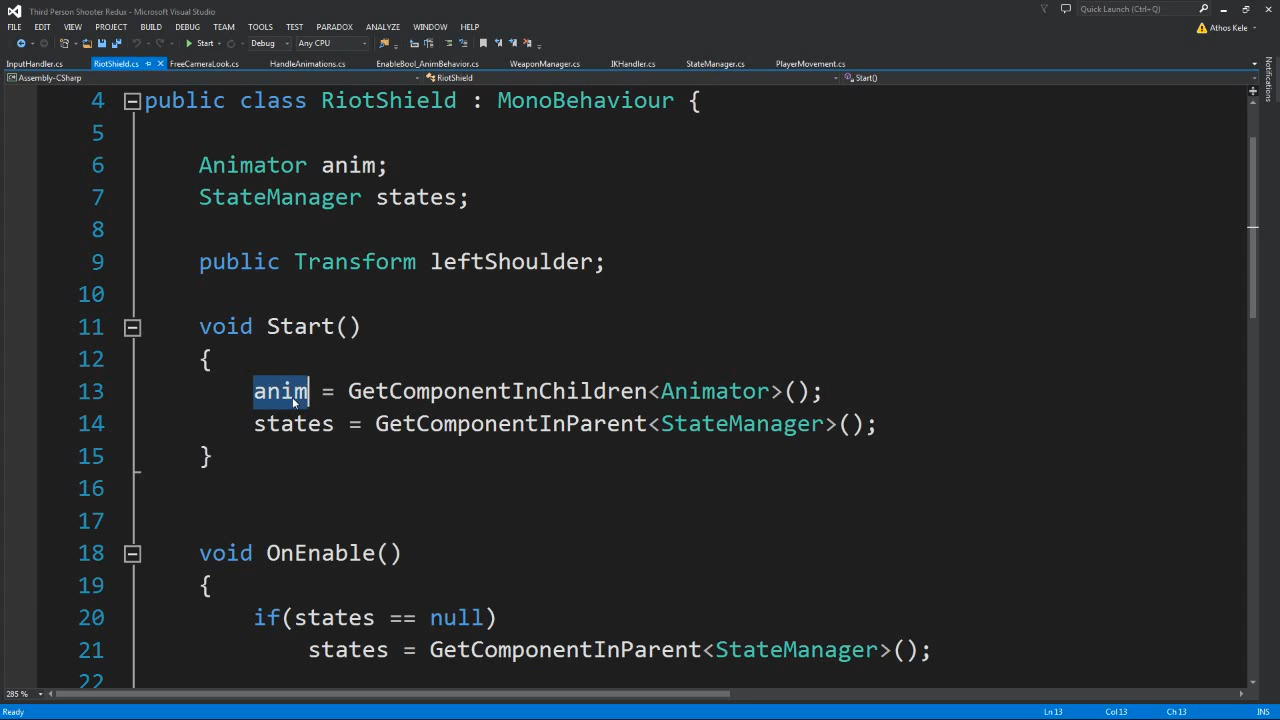 Third Person Shooter Redux - Microsoft Visual Studio
Quick Launch (Ctrl+Q)
FILE EDIT VIEW PROJECT BUILD DEBUG TEAM TOOLS TEST PARADOX ANALYZE WINDOW HELP
Athos Kele
Start Debug Any CPU
InputHandler.cs RiotShield.cs FreeCameraLook.cs HandleAnimations.cs EnableBool_AnimBehavior.cs WeaponManager.cs IKHandler.cs StateManager.cs PlayerMovement.cs
Notifications
Assembly-CSharp RiotShield Start()
4 public class RiotShield : MonoBehaviour {
5
6 Animator anim;
7 StateManager states;
8
9 public Transform leftShoulder;
10
11 void Start()
12 {
13 anim = GetComponentInChildren<Animator>();
14 states = GetComponentInParent<StateManager>();
15 }
16
17
18 void OnEnable()
19 {
20 if(states == null)
21 states = GetComponentInParent<StateManager>();
22
285 %
Ready Ln 13 Col 13 Ch 13 INS